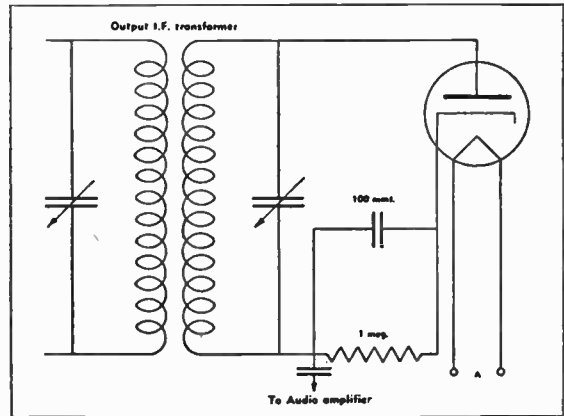 Output I.F. transformer
100 mmf.
1 meg.
A
To Audio amplifier